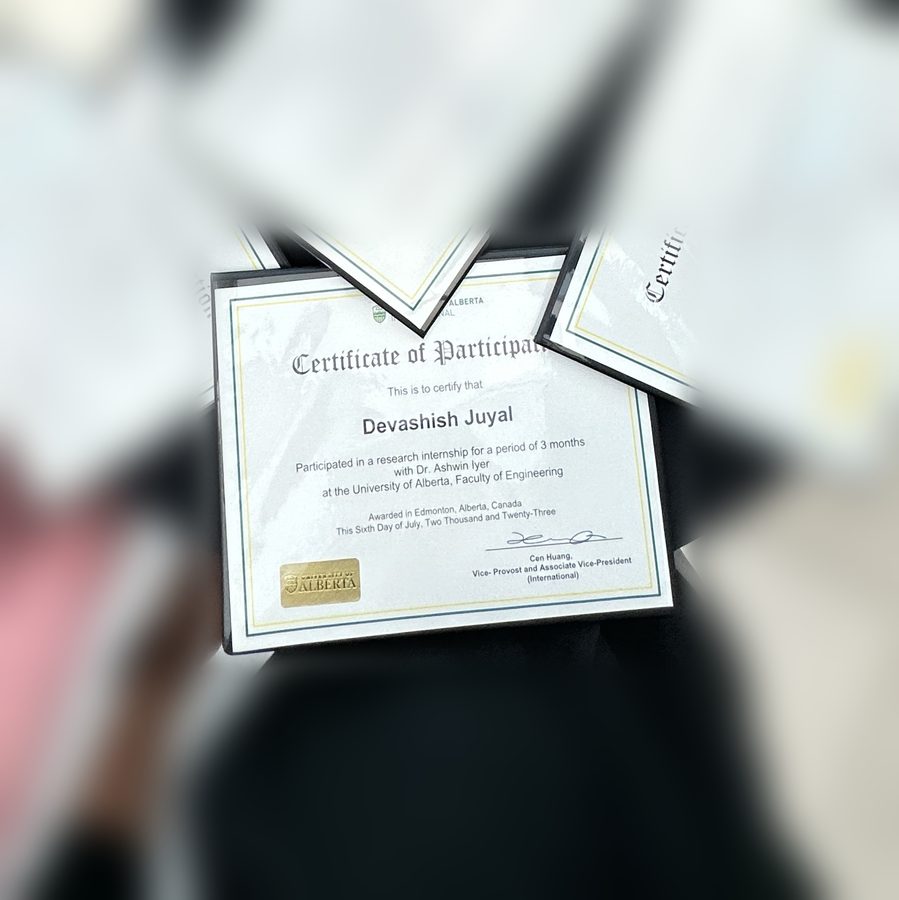 ALBERTA
Certificate of
This is to certify that
Devashish Juyal
Participated in a research internship for a period of 3 months
with Dr. Ashwin Iyer
at the University of Alberta, Faculty of Engineering
Awarded in Edmonton, Alberta, Canada
This Sixth Day of July, Two Thousand and Twenty-Three
Cen Huang,
Vice- Provost and Associate Vice-President
(International)
UNIVERSITY OF
ALBERTA